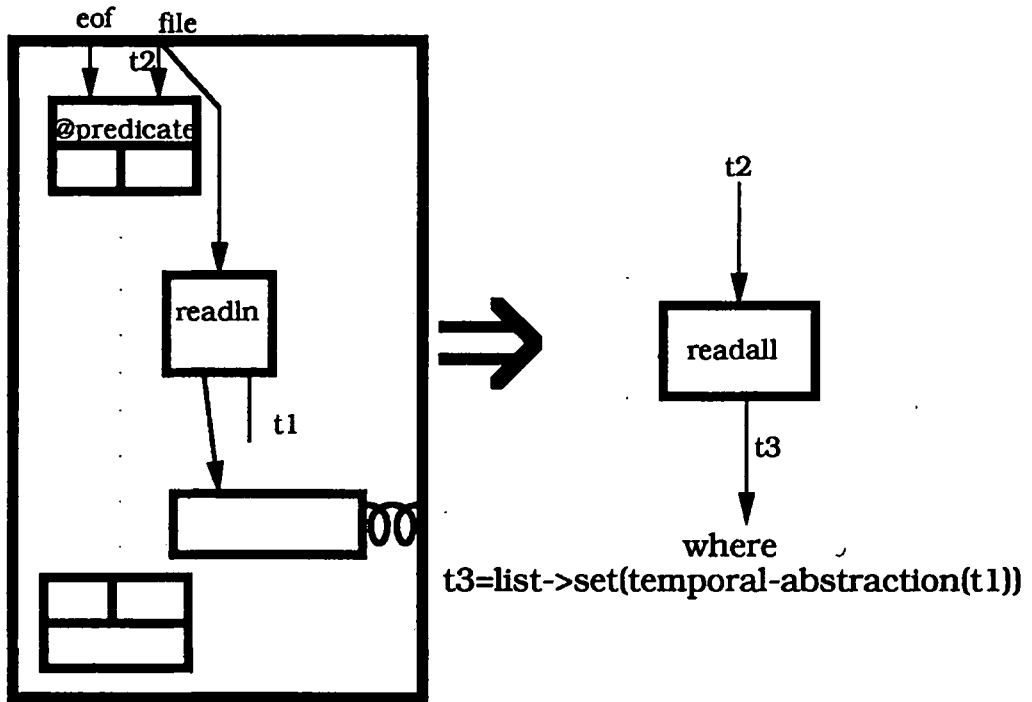 eof file
t2
@predicate
readln
t1
t2
readall
t3
where
t3=list->set(temporal-abstraction(t1))